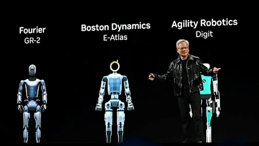 Fourier
GR-2
Boston Dynamics
E-Atlas
Agility Robotics
Digit